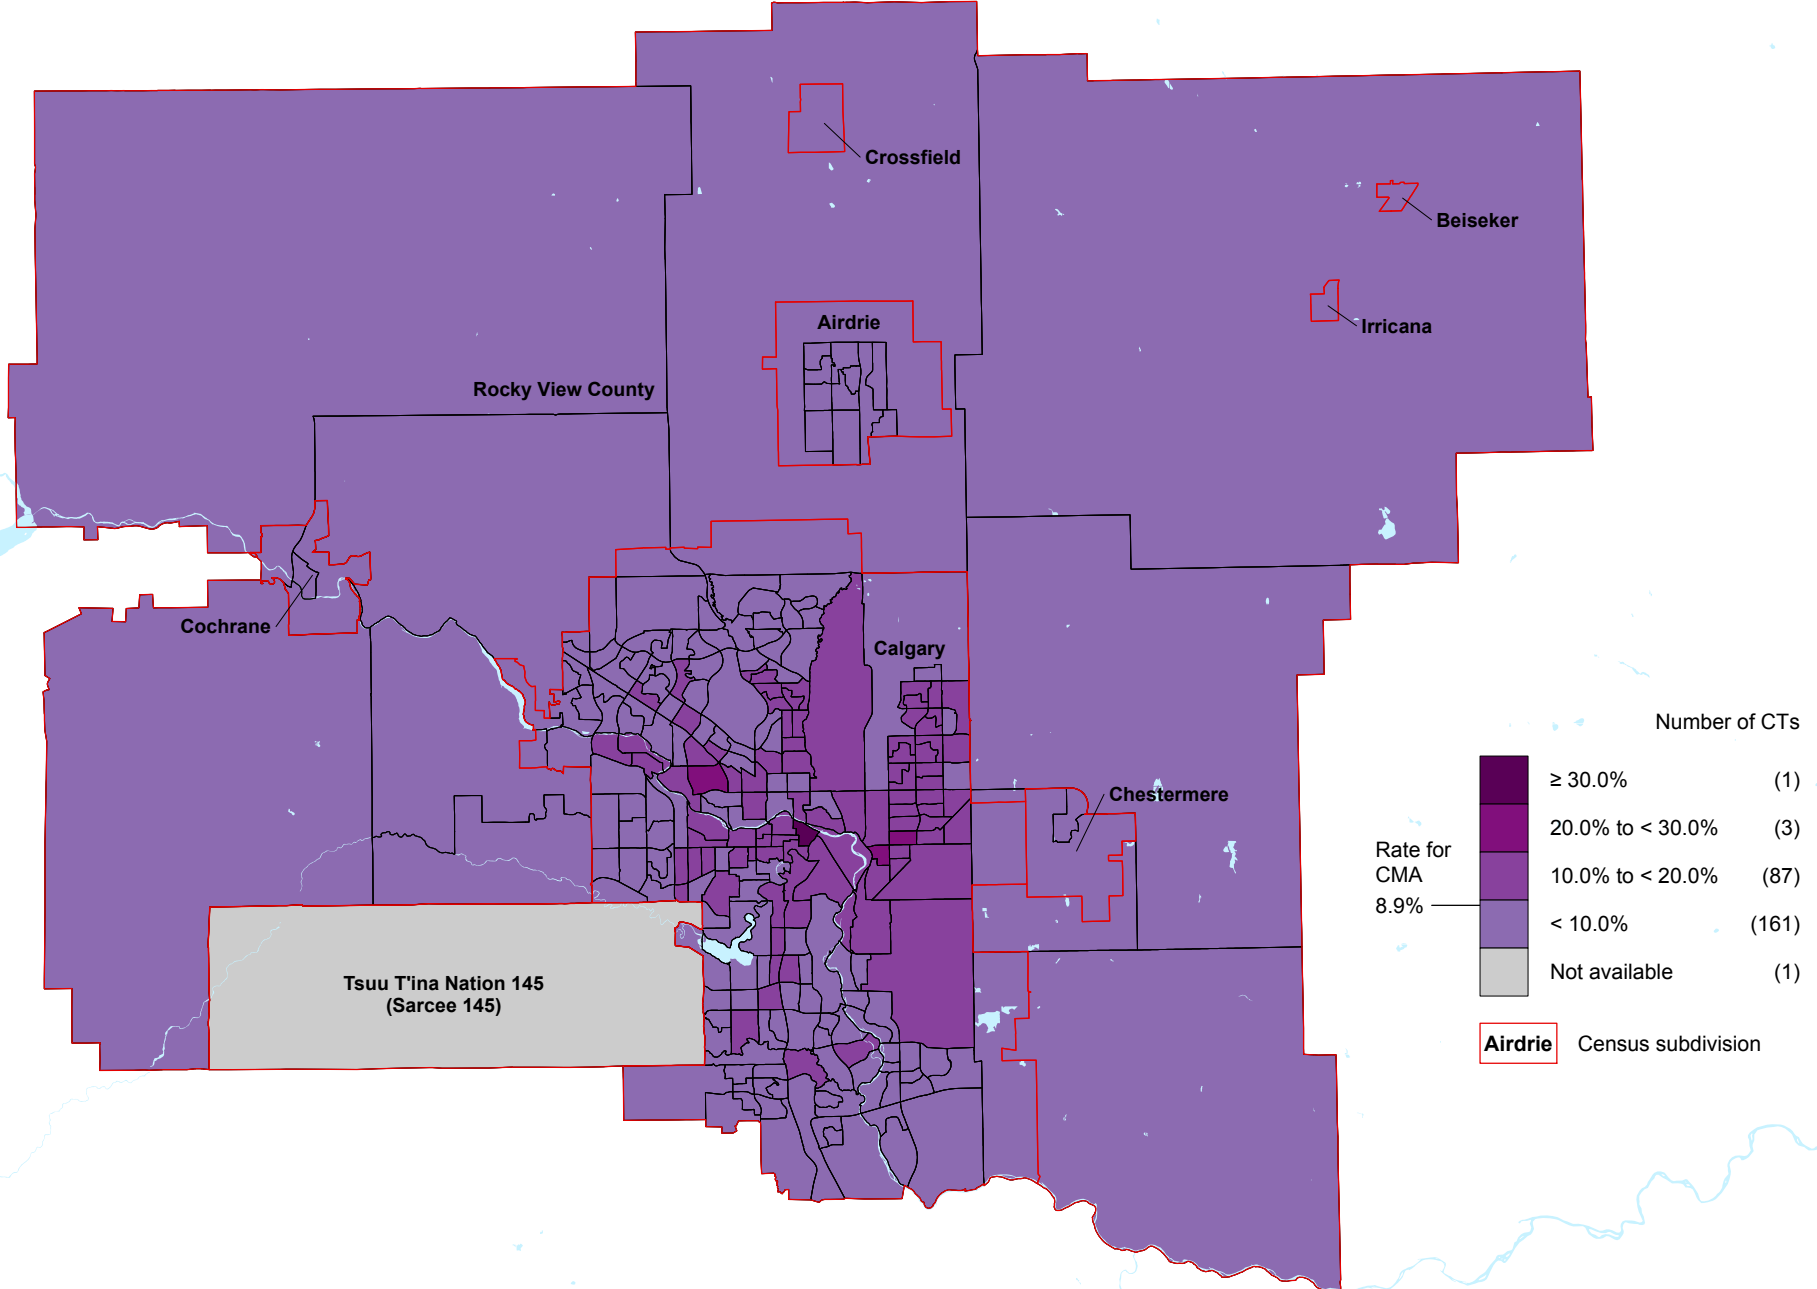 Crossfield
Beiseker
Irricana
Airdrie
Rocky View County
Cochrane
Calgary
Chestermere
Tsuu T'ina Nation 145
(Sarcee 145)
Number of CTs
≥ 30.0% (1)
20.0% to < 30.0% (3)
10.0% to < 20.0% (87)
< 10.0% (161)
Not available (1)
Rate for
CMA
8.9%
Airdrie Census subdivision